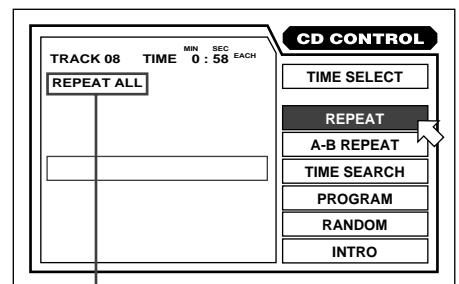 CD CONTROL
TRACK 08 TIME MIN 0 : SEC 58 EACH
REPEAT ALL
TIME SELECT
REPEAT
A-B REPEAT
TIME SEARCH
PROGRAM
RANDOM
INTRO